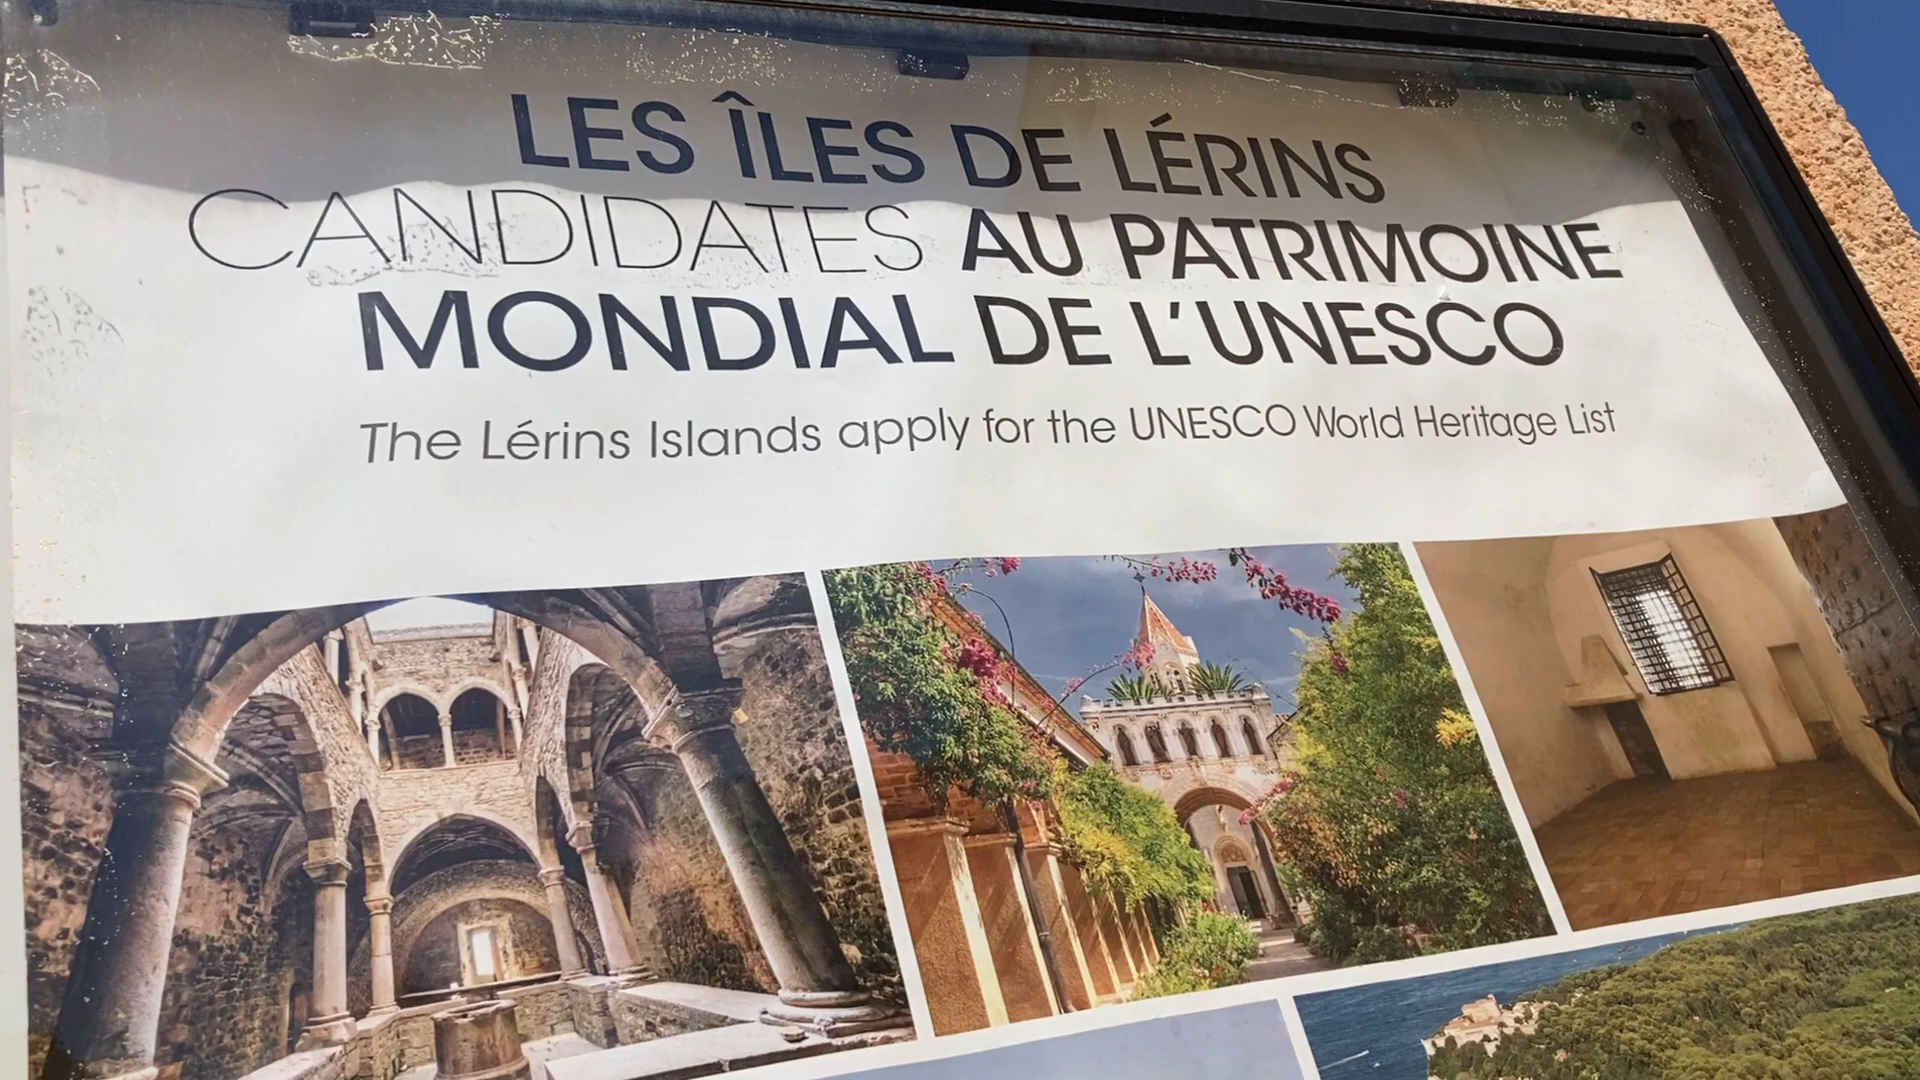 LES ÎLES DE LÉRINS
CANDIDATES AU PATRIMOINE
MONDIAL DE L'UNESCO
The Lérins Islands apply for the UNESCO World Heritage List